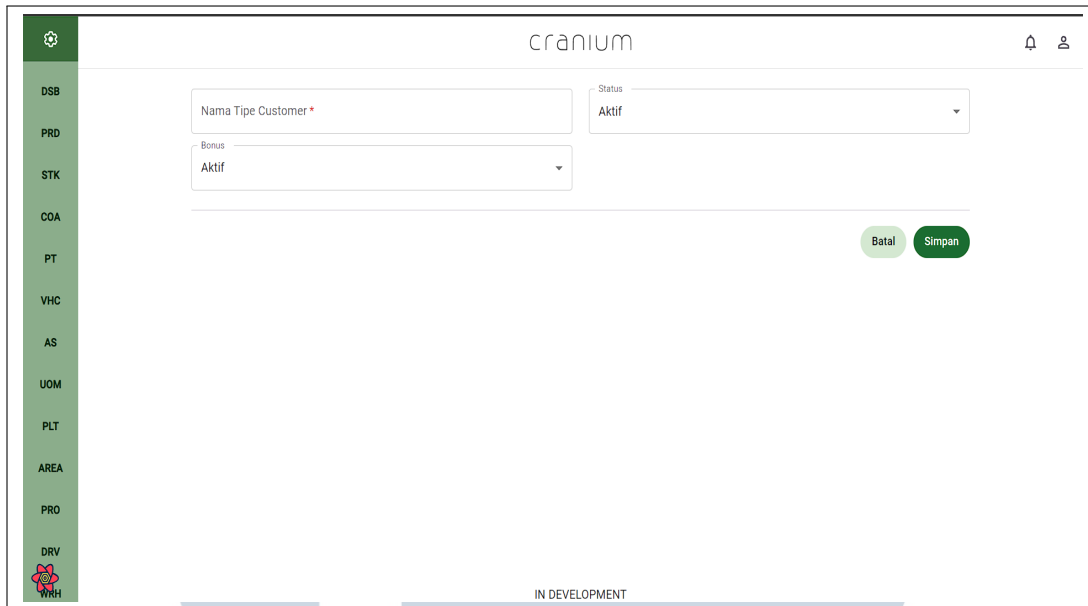 cranium
DSB
PRD
STK
COA
PT
VHC
AS
UOM
PLT
AREA
PRO
DRV
WRH
Nama Tipe Customer *
Status
Aktif
Bonus
Aktif
Batal
Simpan
IN DEVELOPMENT